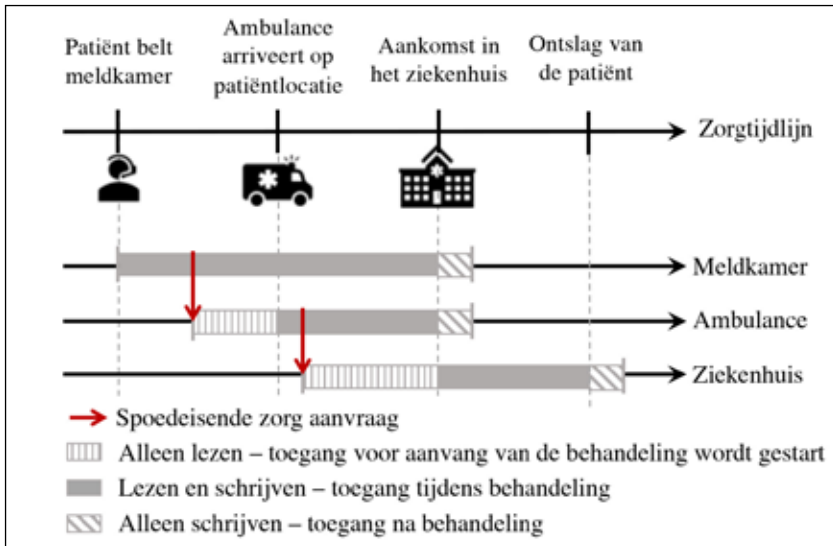 Patiënt belt
meldkamer
Ambulance
arriveert op
patiëntlocatie
Aankomst in
het ziekenhuis
Ontslag van
de patiënt
Zorgtijdlijn
Meldkamer
Ambulance
Ziekenhuis
Spoedeisende zorg aanvraag
Alleen lezen – toegang voor aanvang van de behandeling wordt gestart
Lezen en schrijven – toegang tijdens behandeling
Alleen schrijven – toegang na behandeling